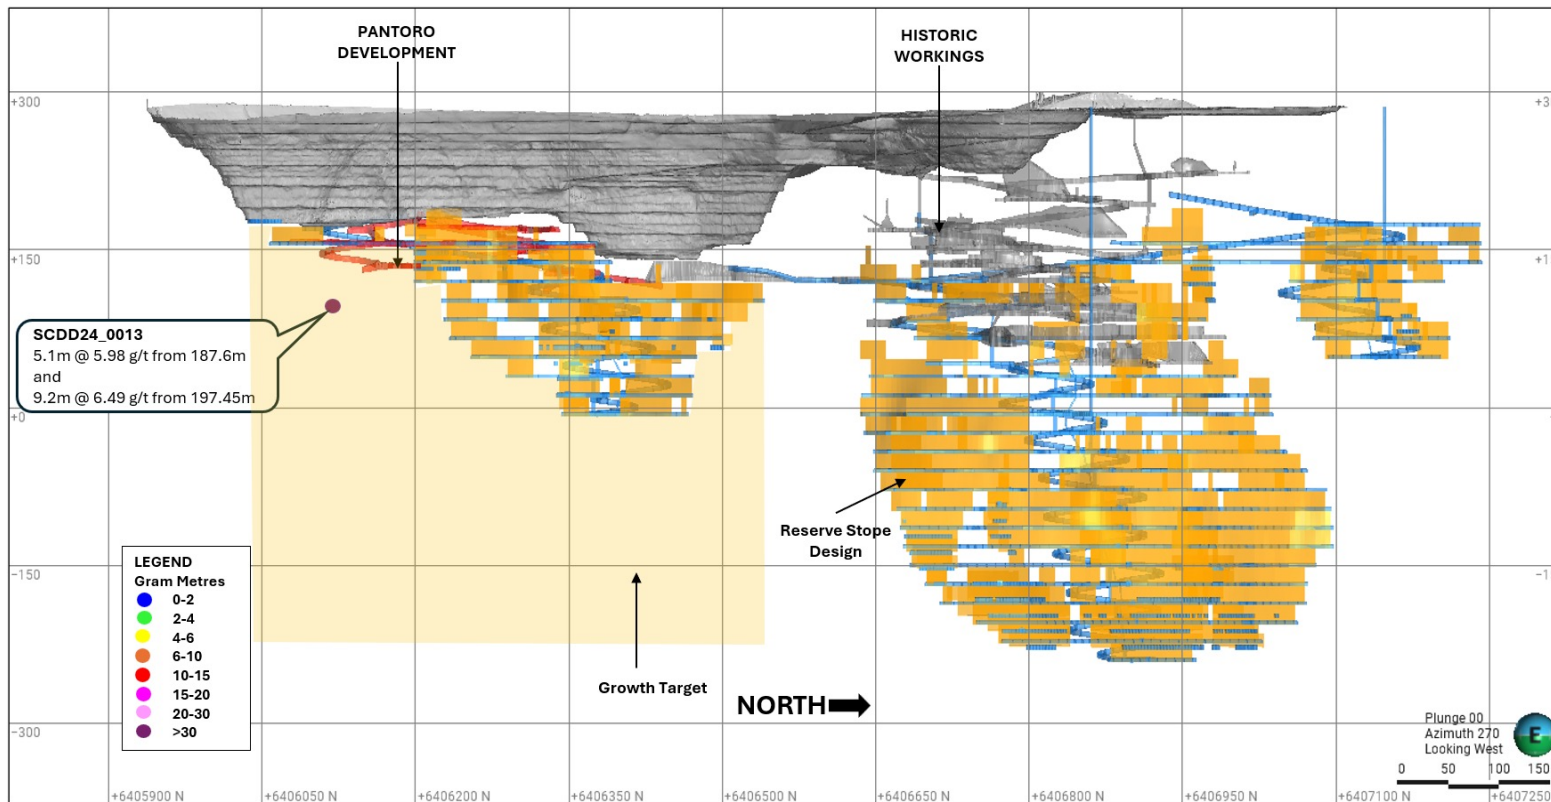 PANTORO
DEVELOPMENT
HISTORIC
WORKINGS
+300
+3
+150
+1
SCDD24_0013
5.1m @ 5.98 g/t from 187.6m
and
9.2m @ 6.49 g/t from 197.45m
+0
Reserve Stope
Design
-150
-1
LEGEND
Gram Metres
0-2
2-4
4-6
6-10
10-15
15-20
20-30
>30
Growth Target
NORTH
-300
Plunge 00
Azimuth 270
Looking West
E
0 50 100 150
+6405900 N +6406050 N +6406200 N +6406350 N +6406500 N +6406650 N +6406800 N +6406950 N +6407100 N +6407250